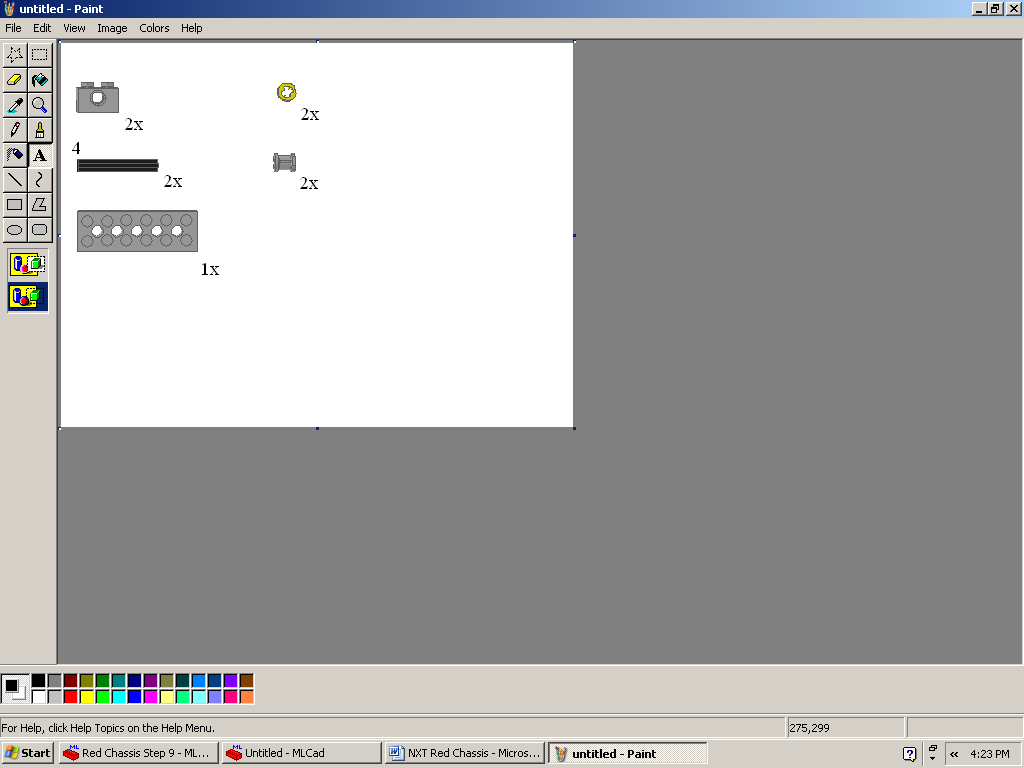 untitled - Paint
File Edit View Image Colors Help
A
2x
2x
4
2x
2x
1x
For Help, click Help Topics on the Help Menu.
275,299
Start
ML
Red Chassis Step 9 - ML...
ML
Untitled - MLCad
W
NXT Red Chassis - Micros...
untitled - Paint
?
«
4:23 PM